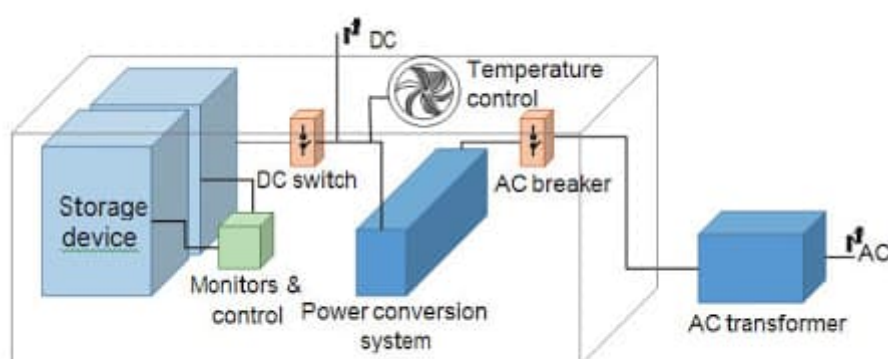 DC
Temperature
control
DC switch
AC breaker
Storage
device
Monitors &
control
Power conversion
system
AC
AC transformer